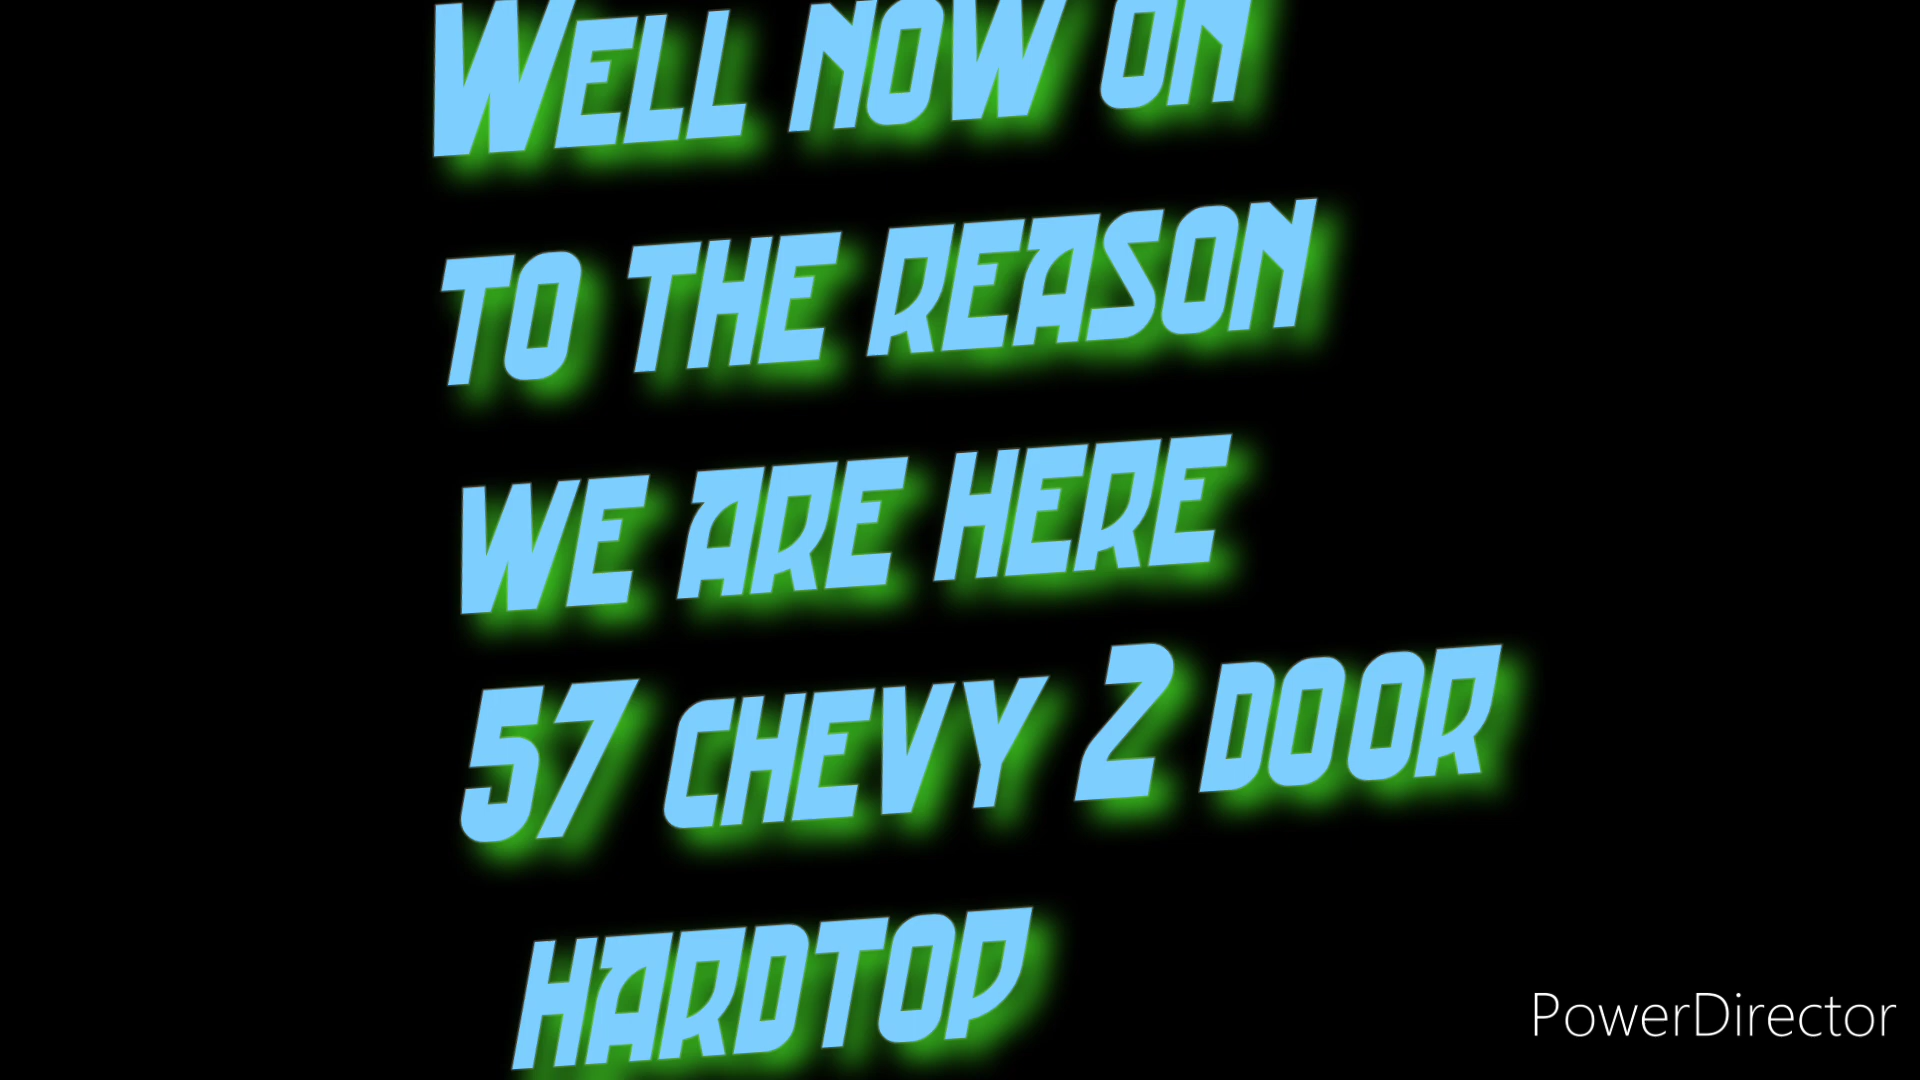 Well now on
to the reason
we are here
57 chevy 2 door
hardtop
PowerDirector